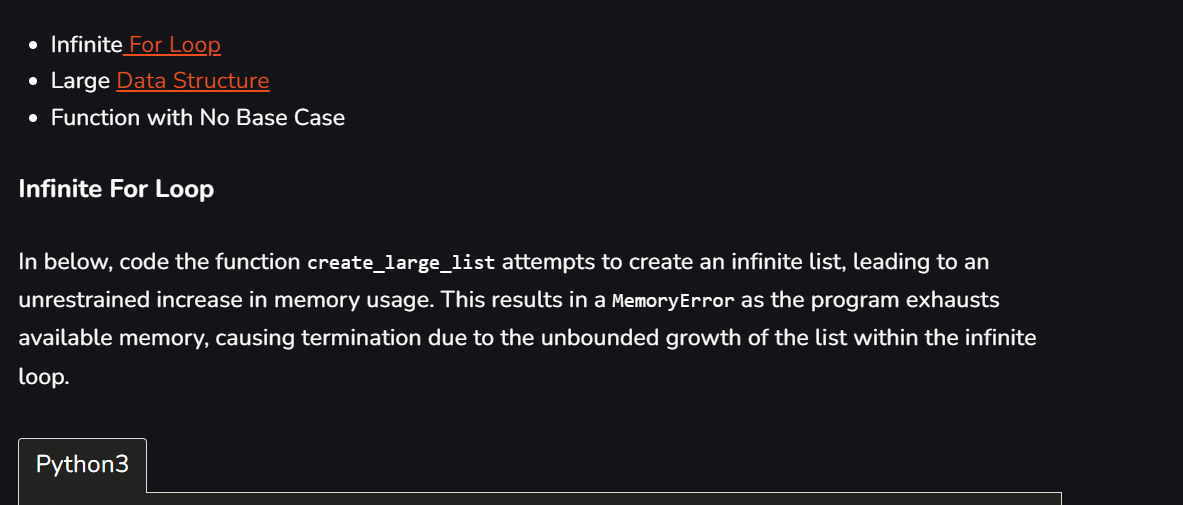 Infinite For Loop
Large Data Structure
Function with No Base Case
Infinite For Loop
In below, code the function create_large_list attempts to create an infinite list, leading to an
unrestrained increase in memory usage. This results in a MemoryError as the program exhausts
available memory, causing termination due to the unbounded growth of the list within the infinite
loop.
Python3